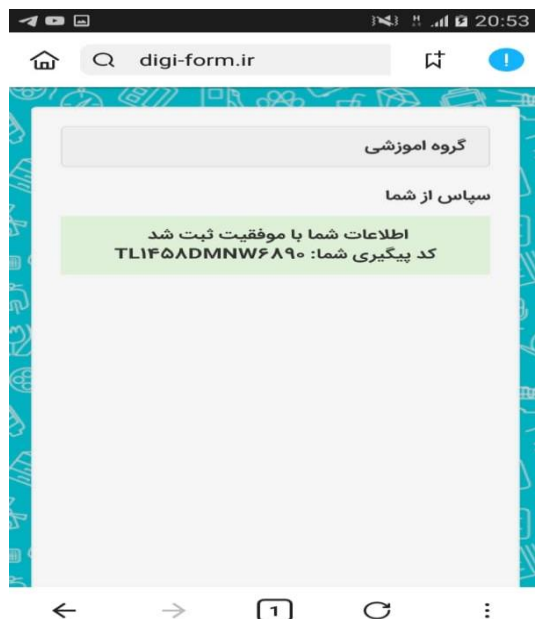 20:53
digi-form.ir
گروه اموزشی
سپاس از شما
اطلاعات شما با موفقیت ثبت شد
کد پیگیری شما: TL۱۴۵۸DMNW۶۸۹۰
1